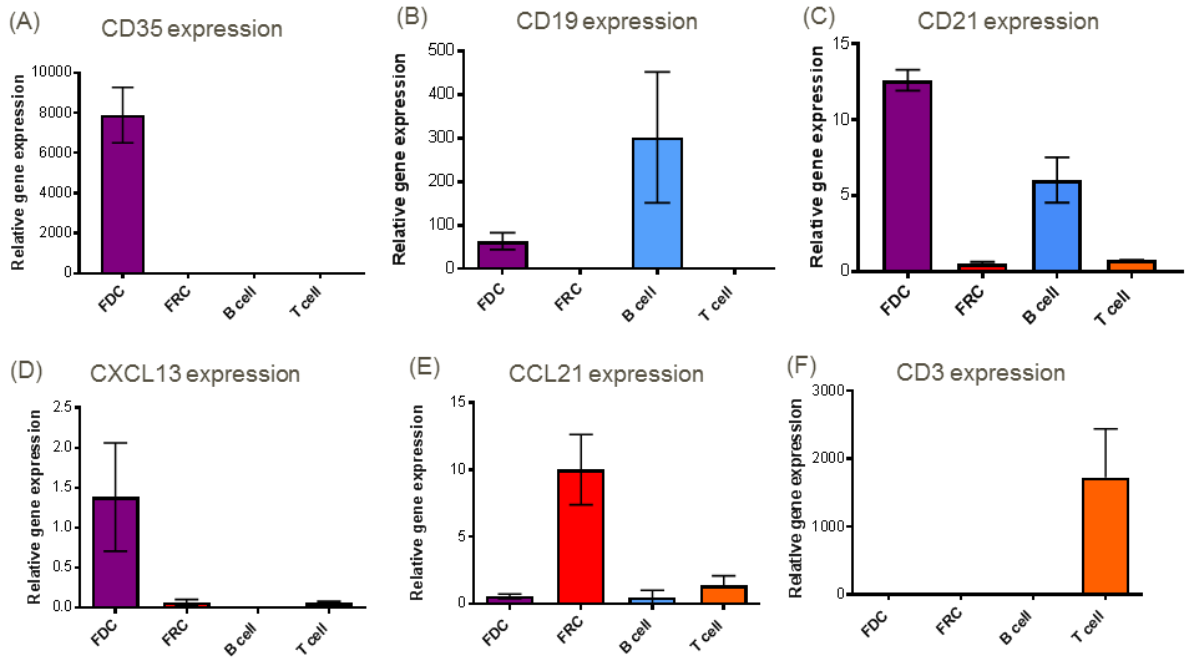 (A)
CD35 expression
Relative gene expression
10000
8000
6000
4000
2000
0
FDC
FRC
B cell
T cell
(B)
CD19 expression
Relative gene expression
500
400
300
200
100
0
FDC
FRC
B cell
T cell
(C)
CD21 expression
Relative gene expression
15
10
5
0
FDC
FRC
B cell
T cell
(D)
CXCL13 expression
Relative gene expression
2.5
2.0
1.5
1.0
0.5
0.0
FDC
FRC
B cell
T cell
(E)
CCL21 expression
Relative gene expression
15
10
5
0
FDC
FRC
B cell
T cell
(F)
CD3 expression
Relative gene expression
3000
2000
1000
0
FDC
FRC
B cell
T cell